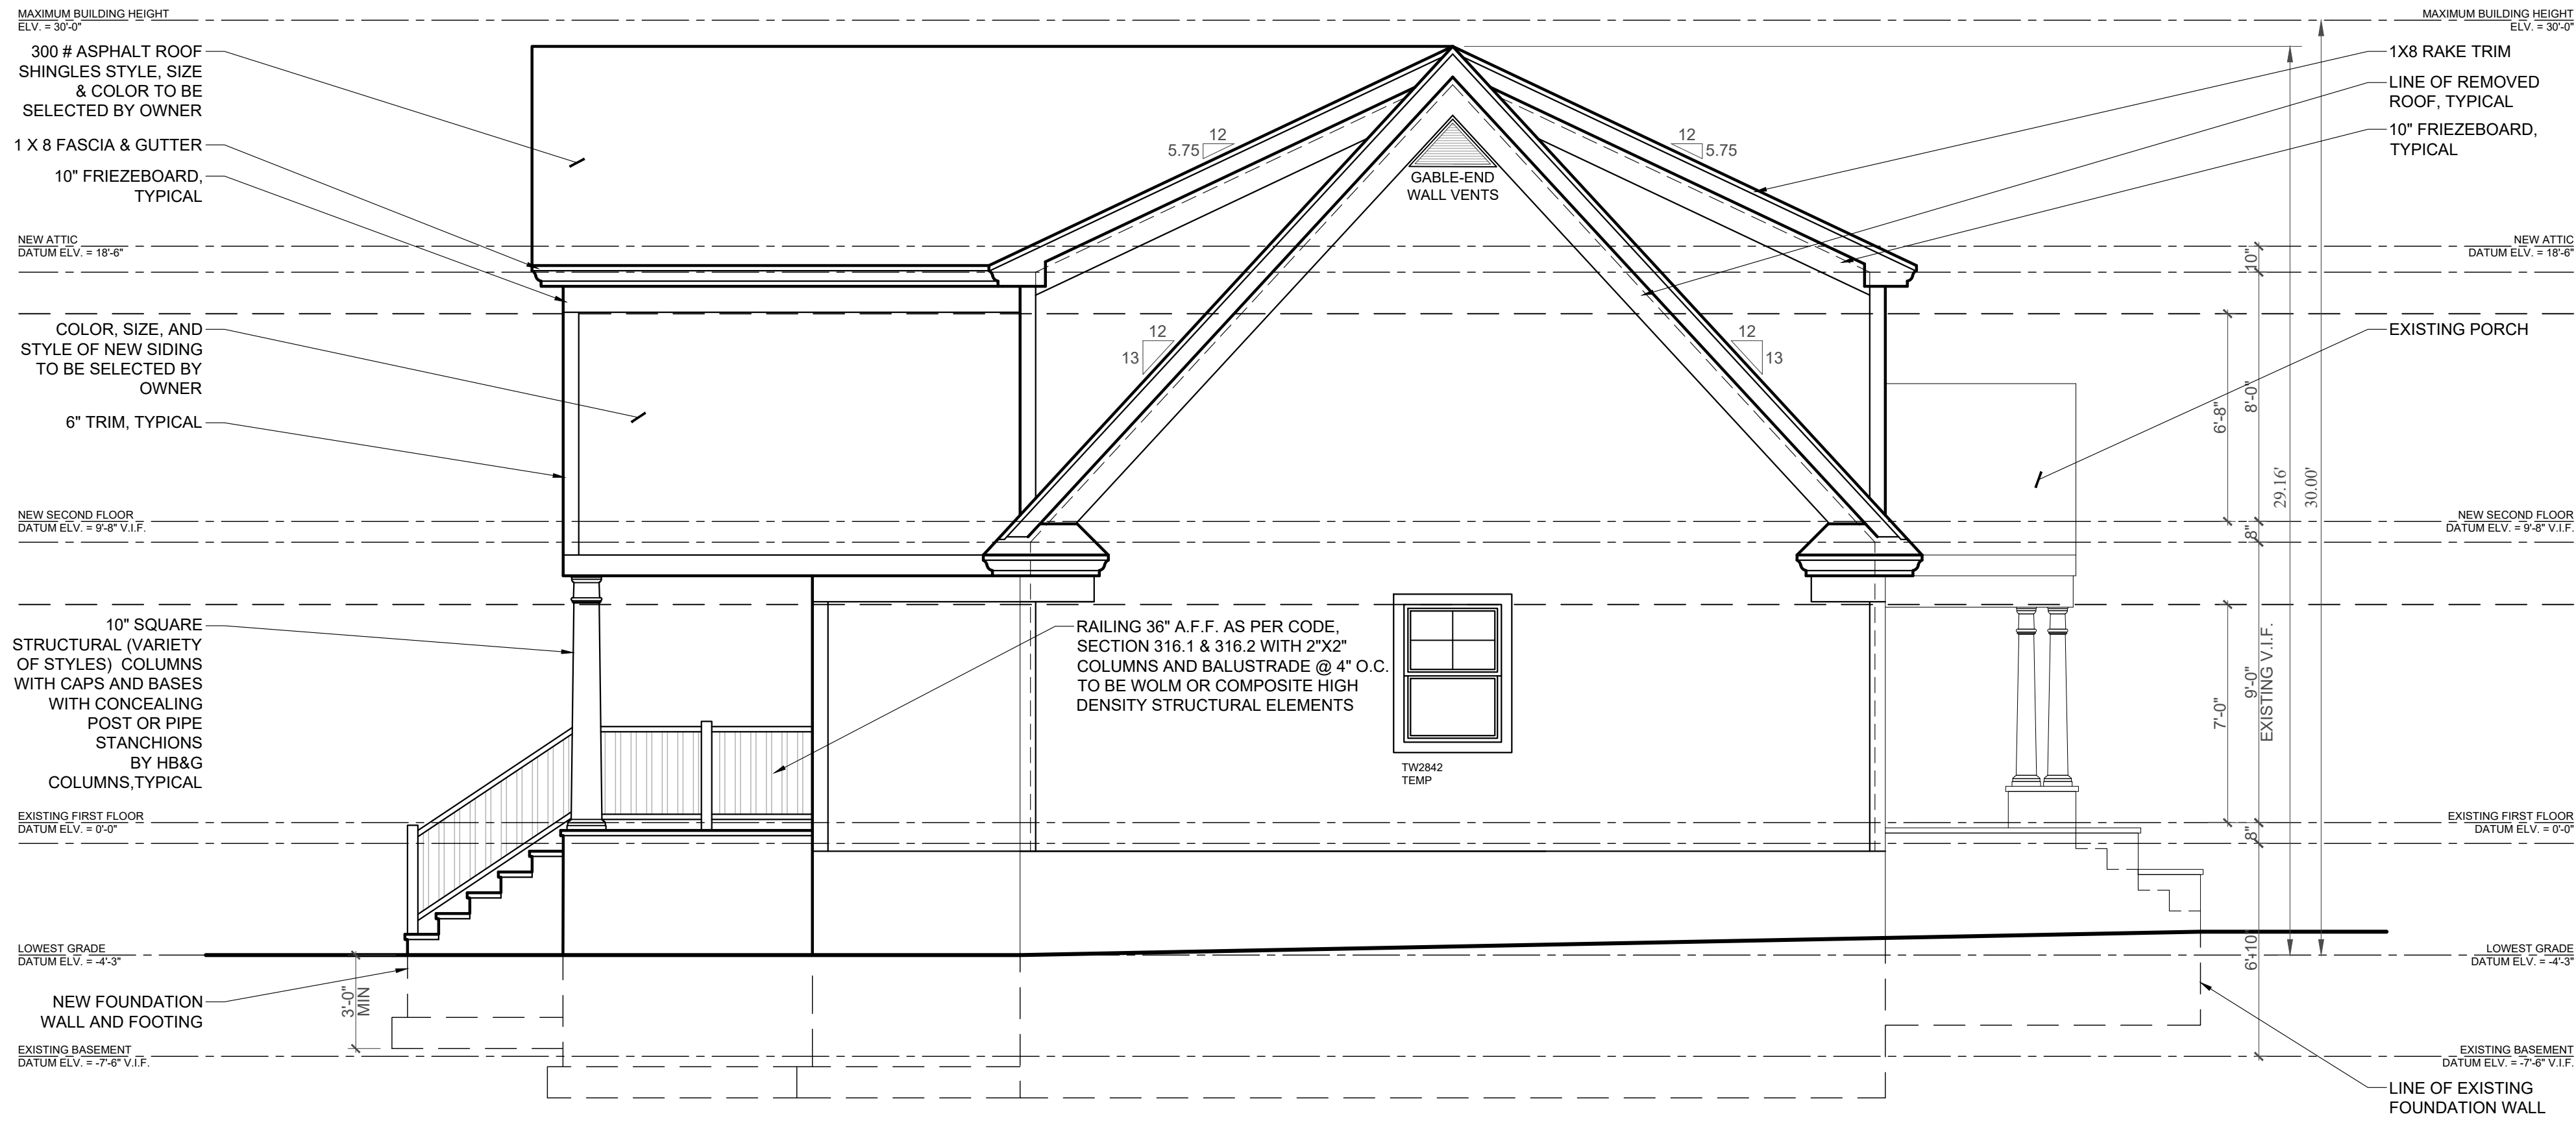 MAXIMUM BUILDING HEIGHT
ELV. = 30'-0"
300 # ASPHALT ROOF
SHINGLES STYLE, SIZE
& COLOR TO BE
SELECTED BY OWNER
1 X 8 FASCIA & GUTTER
10" FRIEZEBOARD,
TYPICAL
NEW ATTIC
DATUM ELV. = 18'-6"
COLOR, SIZE, AND
STYLE OF NEW SIDING
TO BE SELECTED BY
OWNER
6" TRIM, TYPICAL
NEW SECOND FLOOR
DATUM ELV. = 9'-8" V.I.F.
10" SQUARE
STRUCTURAL (VARIETY
OF STYLES) COLUMNS
WITH CAPS AND BASES
WITH CONCEALING
POST OR PIPE
STANCHIONS
BY HB&G
COLUMNS,TYPICAL
EXISTING FIRST FLOOR
DATUM ELV. = 0'-0"
LOWEST GRADE
DATUM ELV. = -4'-3"
NEW FOUNDATION
WALL AND FOOTING
EXISTING BASEMENT
DATUM ELV. = -7'-6" V.I.F.
3'-0"
MIN
12
5.75
12
5.75
GABLE-END
WALL VENTS
12
13
12
13
RAILING 36" A.F.F. AS PER CODE,
SECTION 316.1 & 316.2 WITH 2"X2"
COLUMNS AND BALUSTRADE @ 4" O.C.
TO BE WOLM OR COMPOSITE HIGH
DENSITY STRUCTURAL ELEMENTS
TW2842
TEMP
MAXIMUM BUILDING HEIGHT
ELV. = 30'-0"
1X8 RAKE TRIM
LINE OF REMOVED
ROOF, TYPICAL
10" FRIEZEBOARD,
TYPICAL
NEW ATTIC
DATUM ELV. = 18'-6"
EXISTING PORCH
NEW SECOND FLOOR
DATUM ELV. = 9'-8" V.I.F.
EXISTING FIRST FLOOR
DATUM ELV. = 0'-0"
LOWEST GRADE
DATUM ELV. = -4'-3"
EXISTING BASEMENT
DATUM ELV. = -7'-6" V.I.F.
LINE OF EXISTING
FOUNDATION WALL
10"
8'-0"
6'-8"
8"
29.16'
30.00'
9'-0"
EXISTING V.I.F.
7'-0"
8"
6'-10"